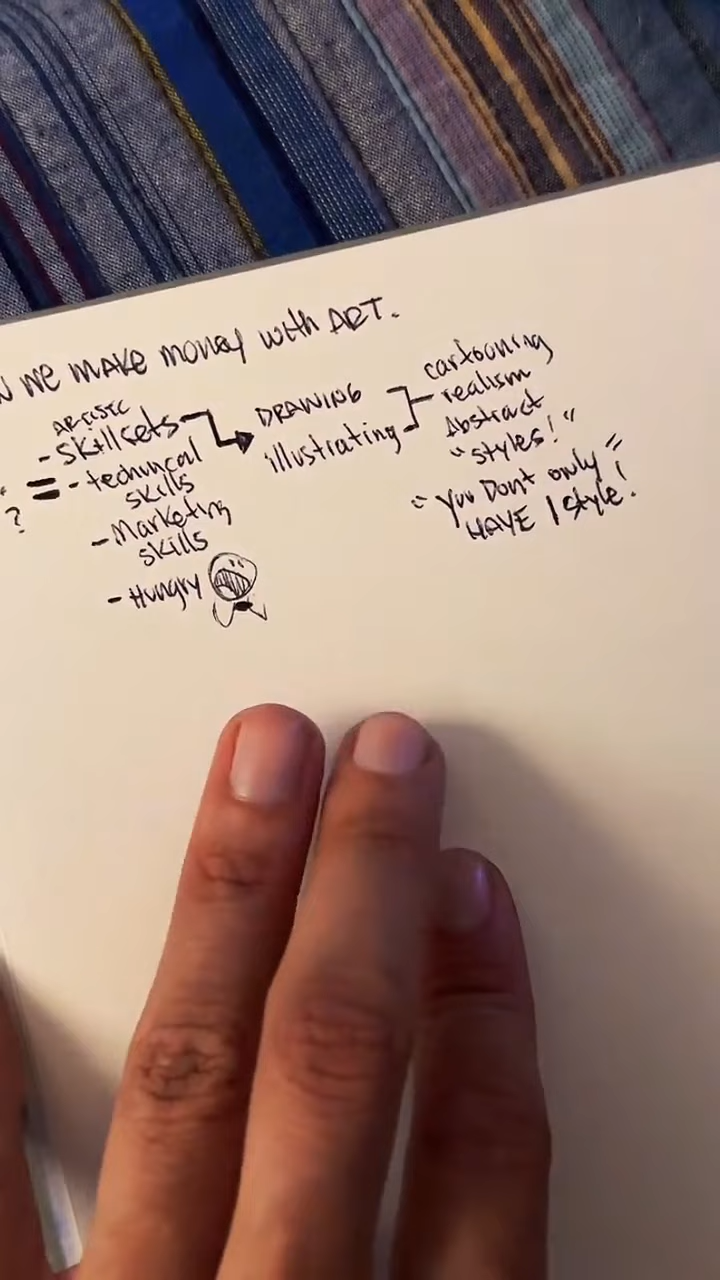 we make money with ART.
ARTISTIC
- skillsets
DRAWING
illustrating
cartooning
realism
Abstract
"styles!"
"You Dont only"
HAVE 1 style!
? = - technical
skills
- Marketing
skills
- Hungry